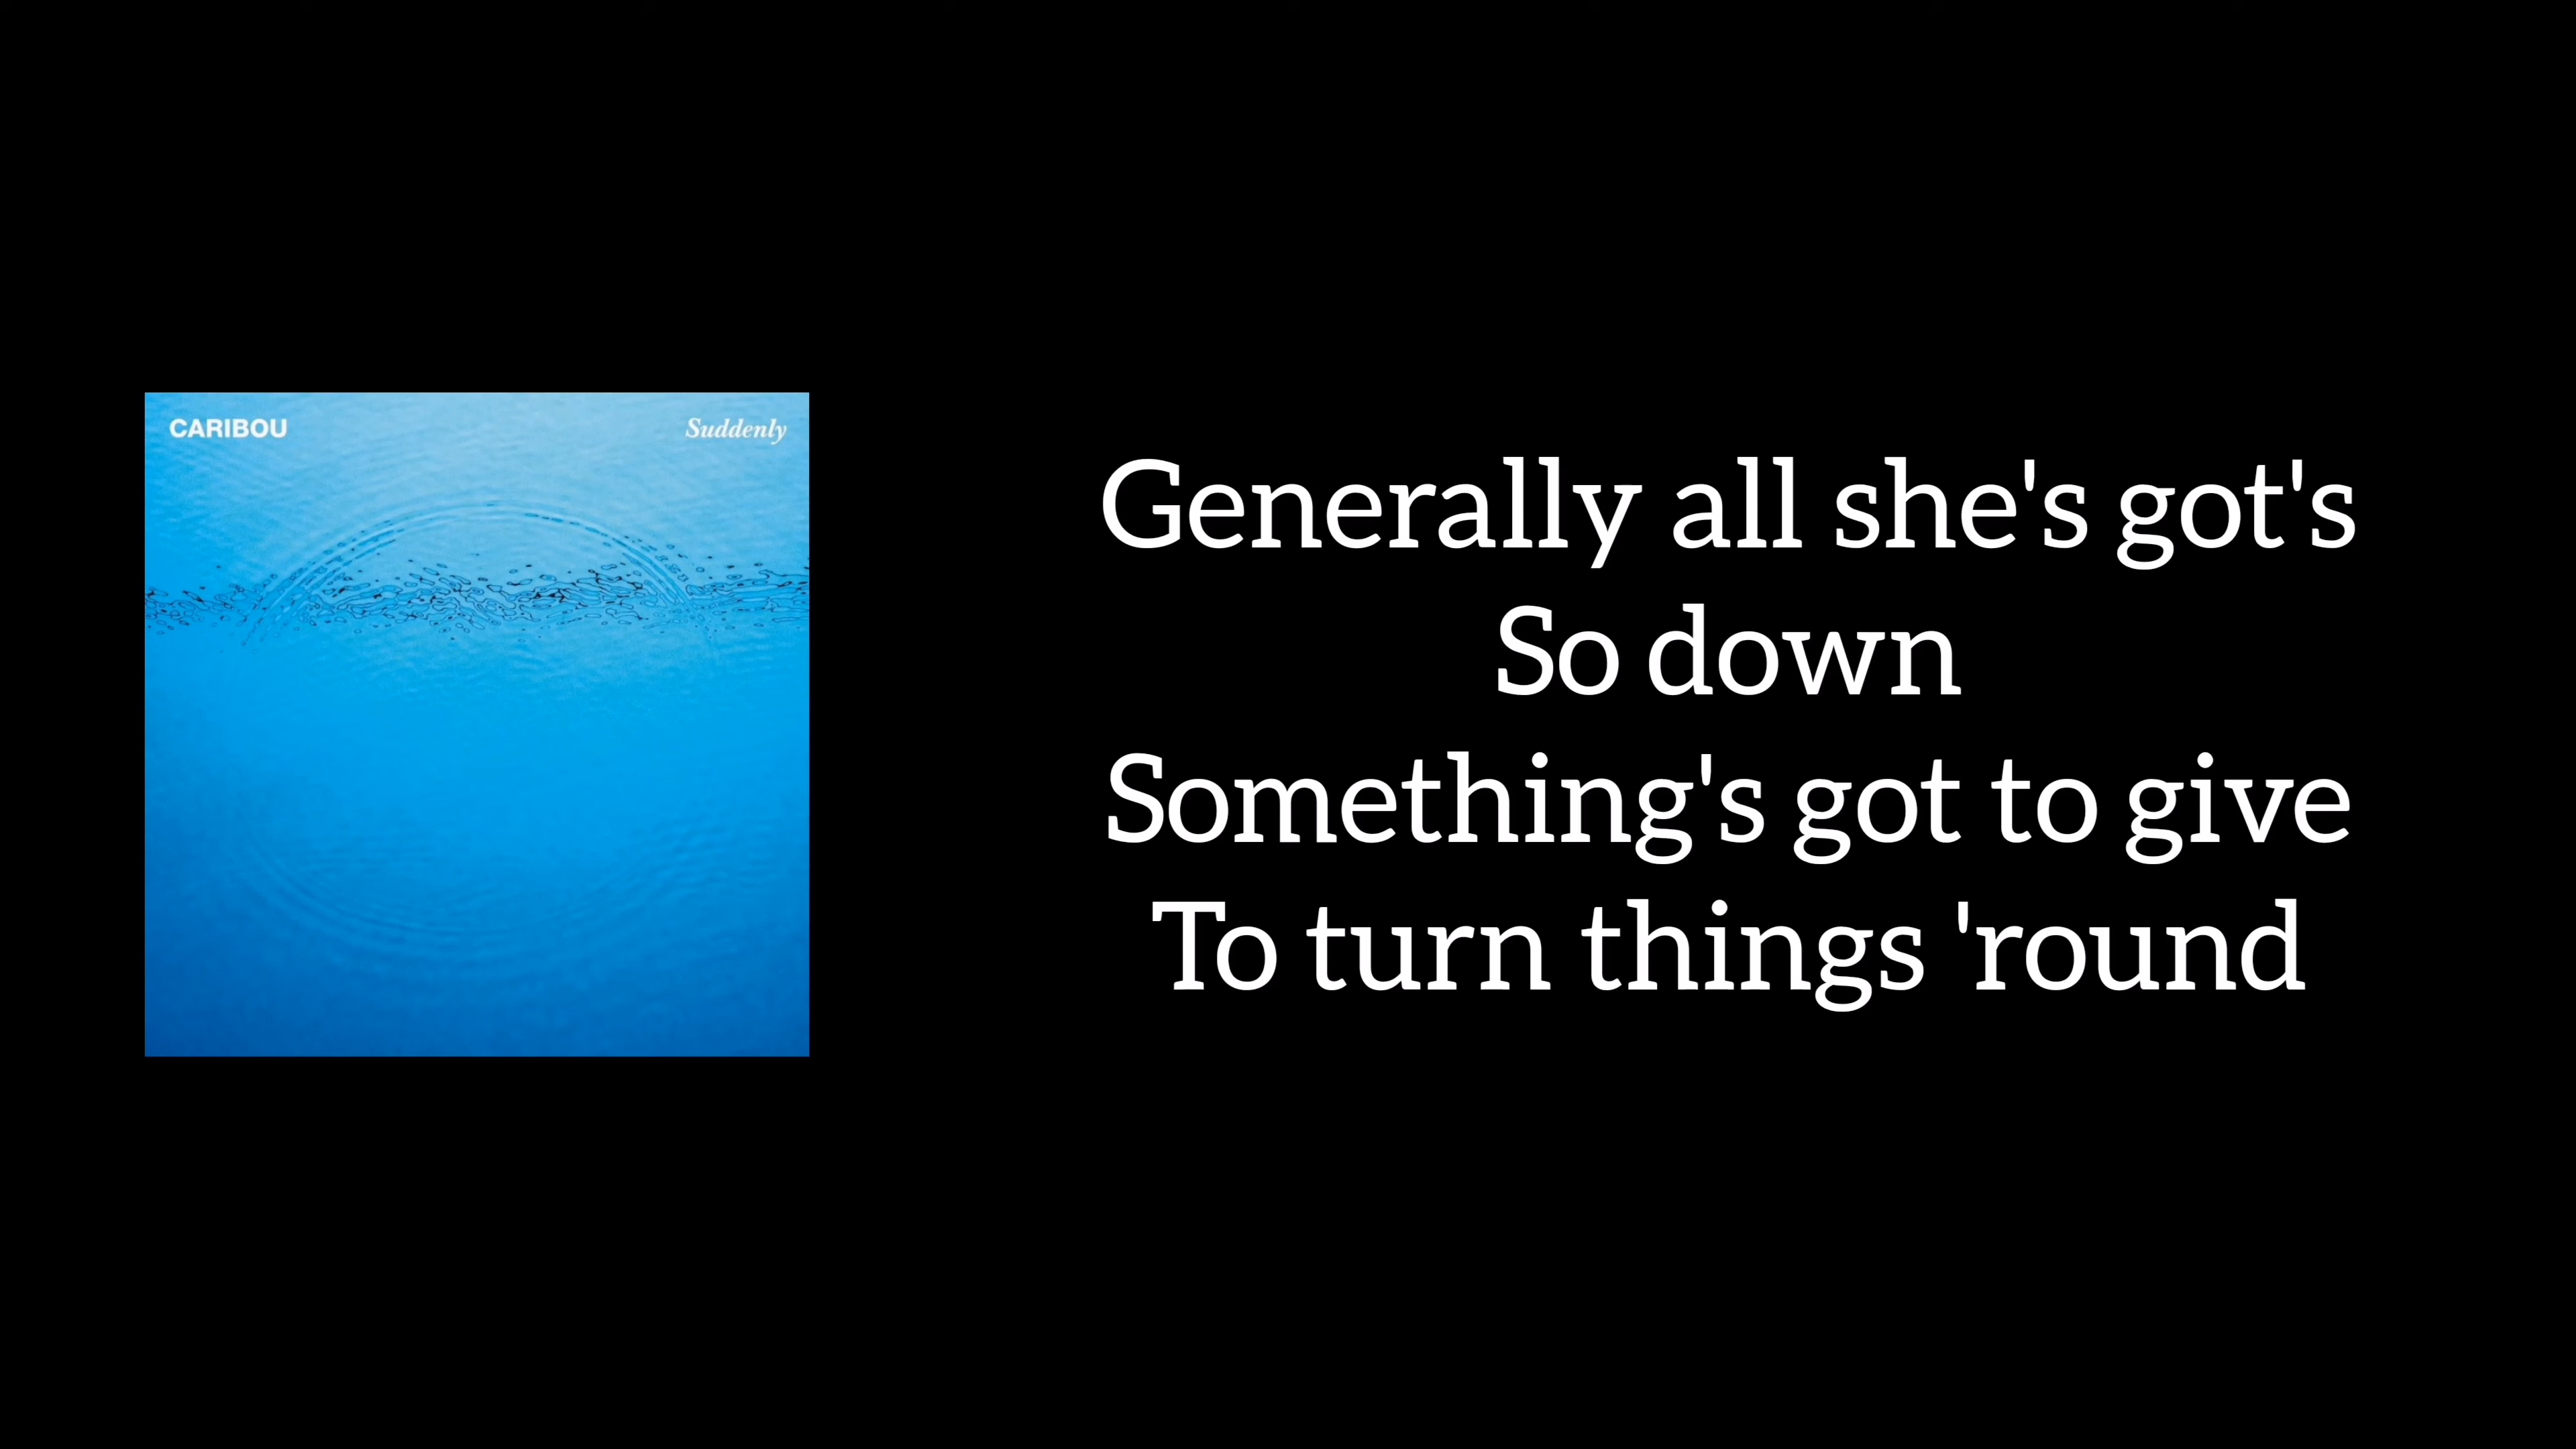 CARIBOU
Suddenly
Generally all she's got's
So down
Something's got to give
To turn things 'round